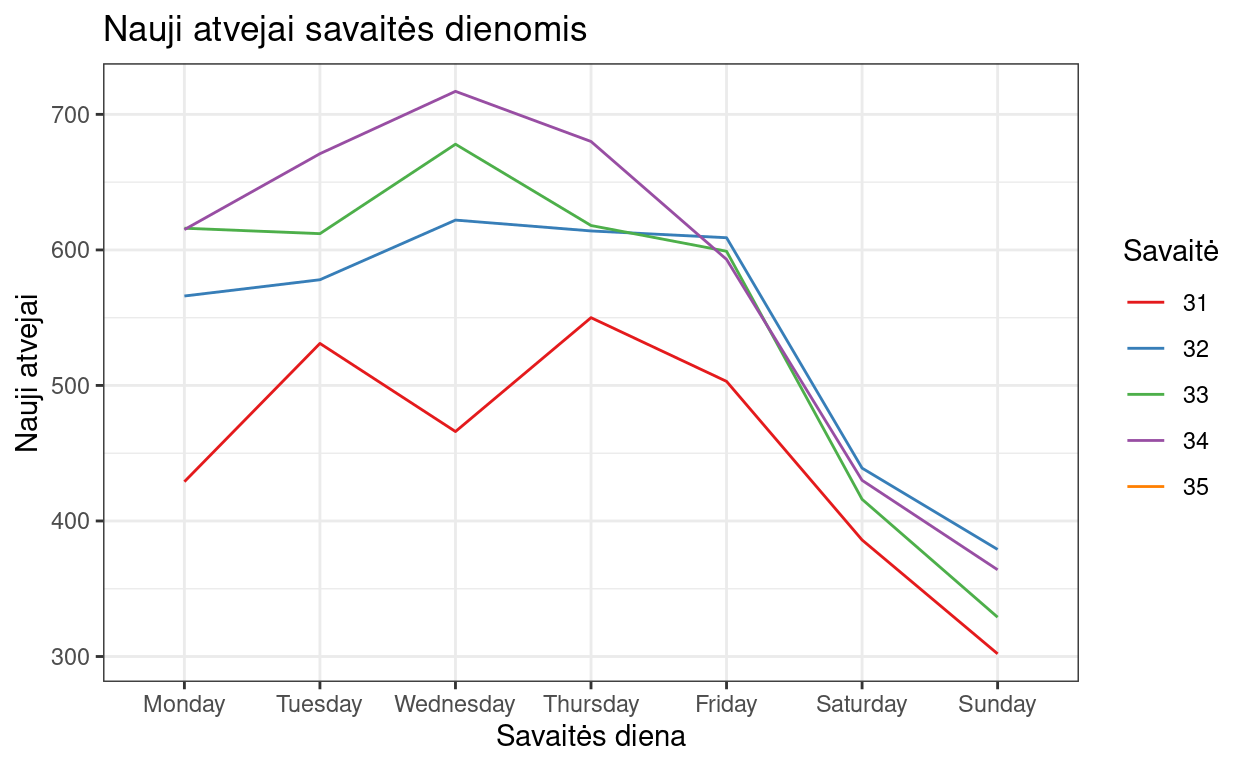 Nauji atvejai savaitės dienomis
Nauji atvejai
700
600
500
400
300
Monday Tuesday Wednesday Thursday Friday Saturday Sunday
Savaitės diena
Savaitė
31
32
33
34
35